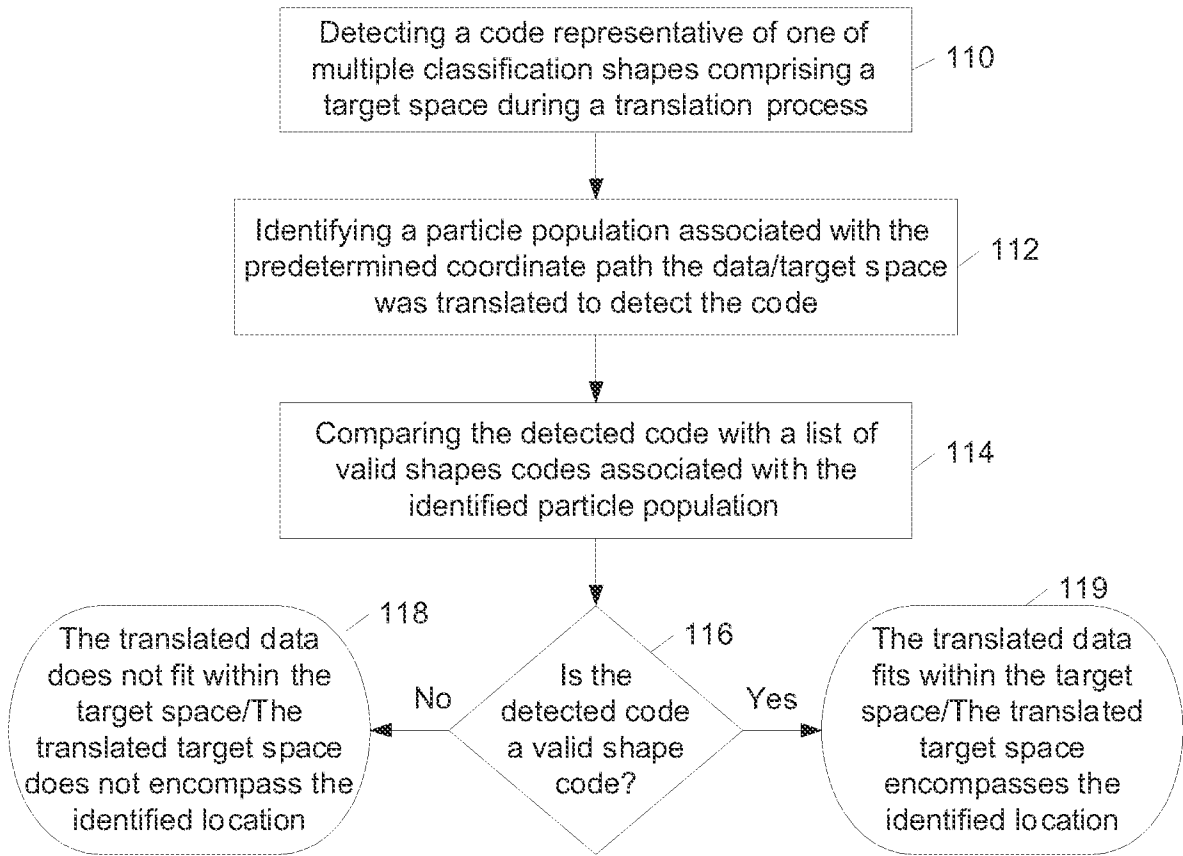 Detecting a code representative of one of
multiple classification shapes comprising a
target space during a translation process
110
Identifying a particle population associated with the
predetermined coordinate path the data/target space
was translated to detect the code
112
Comparing the detected code with a list of
valid shapes codes associated with the
identified particle population
114
118
The translated data
does not fit within the
target space/The
translated target space
does not encompass the
identified location
No
116
Is the
detected code
a valid shape
code?
Yes
119
The translated data
fits within the target
space/The translated
target space
encompasses the
identified location